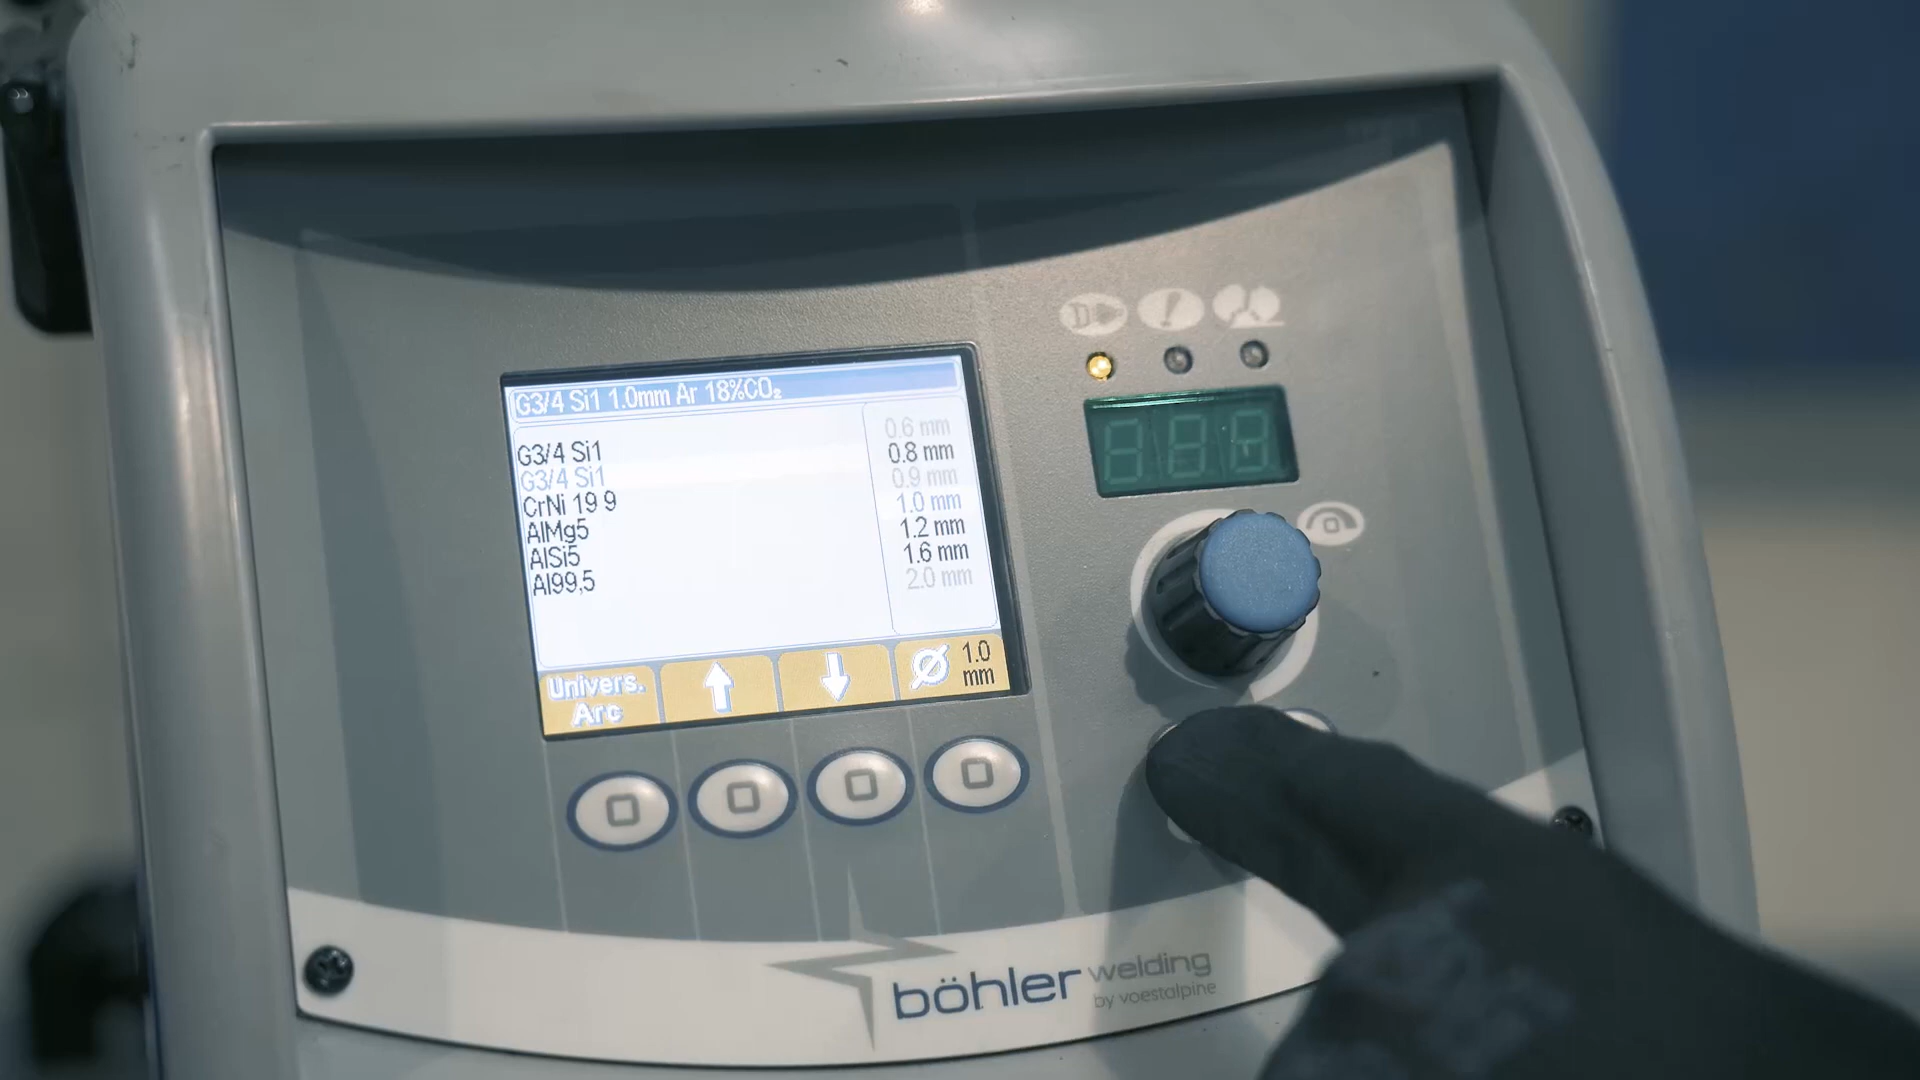 G3/4 Si1 1.0mm Ar 18%CO₂
G3/4 Si1
G3/4 Si1
CrNi 19 9
AlMg5
AlSi5
Al99,5
0.6 mm
0.8 mm
0.9 mm
1.0 mm
1.2 mm
1.6 mm
2.0 mm
Univers.
Arc
1.0
mm
böhler welding
by voestalpine